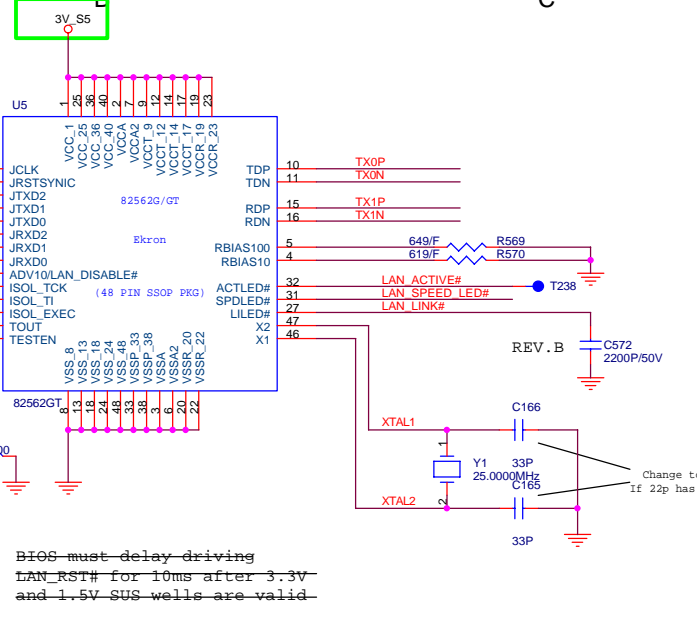 C
3V_S5
U5
1
25
36
40
2
7
9
12
14
17
19
23
VCC_1
VCC_25
VCC_36
VCC_40
VCCA
VCCA2
VCCT_9
VCCT_12
VCCT_14
VCCT_17
VCCR_19
VCCR_23
JCLK
JRSTSYNIC
JTXD2
JTXD1
JTXD0
JRXD2
JRXD1
JRXD0
ADV10/LAN_DISABLE#
ISOL_TCK
ISOL_TI
ISOL_EXEC
TOUT
TESTEN
82562G/GT
Ekron
(48 PIN SSOP PKG)
TDP 10 TX0P
TDN 11 TX0N
RDP 15 TX1P
RDN 16 TX1N
RBIAS100 5 649/F R569
RBIAS10 4 619/F R570
ACTLED# 32 LAN_ACTIVE# T238
SPDLED# 31 LAN_SPEED_LED#
LILED# 27 LAN_LINK#
X2 47
X1 46
REV.B
C572
2200P/50V
VSS_8
VSS_13
VSS_18
VSS_24
VSS_48
VSSP_33
VSSP_38
VSSA
VSSA2
VSSR_20
VSSR_22
82562GT
8
13
18
24
48
33
38
3
6
20
22
C166
XTAL1
1
33P
Y1
25.0000MHz
C165
2
XTAL2
33P
Change to
If 22p has
BIOS must delay driving
LAN_RST# for 10ms after 3.3V
and 1.5V SUS wells are valid